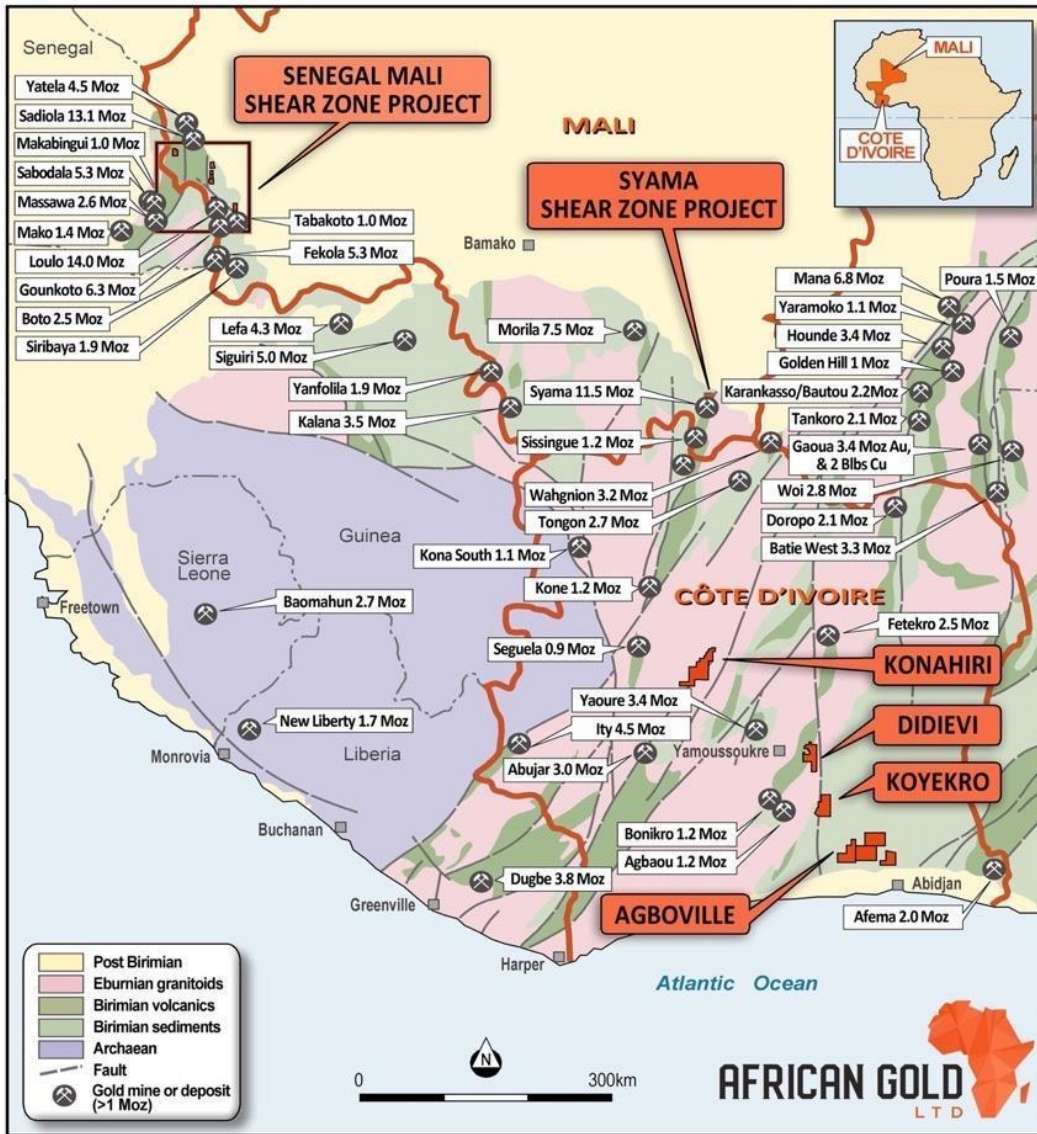 Senegal
Yatela 4.5 Moz
Sadiola 13.1 Moz
Makabingui 1.0 Moz
Sabodala 5.3 Moz
Massawa 2.6 Moz
Mako 1.4 Moz
Loulo 14.0 Moz
Gounkoto 6.3 Moz
Boto 2.5 Moz
Siribaya 1.9 Moz
SENEGAL MALI
SHEAR ZONE PROJECT
Tabakoto 1.0 Moz
Fekola 5.3 Moz
MALI
SYAMA
SHEAR ZONE PROJECT
Bamako
MALI
COTE
D'IVOIRE
Lefa 4.3 Moz
Siguiri 5.0 Moz
Yanfolila 1.9 Moz
Kalana 3.5 Moz
Morila 7.5 Moz
Syama 11.5 Moz
Sissingue 1.2 Moz
Wahgnion 3.2 Moz
Tongon 2.7 Moz
Mana 6.8 Moz
Poura 1.5 Moz
Yaramoko 1.1 Moz
Hounde 3.4 Moz
Golden Hill 1 Moz
Karankasso/Bautou 2.2Moz
Tankoro 2.1 Moz
Gaoua 3.4 Moz Au,
& 2 Blbs Cu
Woi 2.8 Moz
Doropo 2.1 Moz
Batie West 3.3 Moz
Guinea
Sierra
Leone
Freetown
Baomahun 2.7 Moz
Kona South 1.1 Moz
Kone 1.2 Moz
CÔTE D'IVOIRE
Fetekro 2.5 Moz
Seguela 0.9 Moz
KONAHIRI
New Liberty 1.7 Moz
Monrovia
Liberia
Yaoure 3.4 Moz
Ity 4.5 Moz
Abujar 3.0 Moz
Yamoussoukre
DIDIEVI
KOYEKRO
Buchanan
Bonikro 1.2 Moz
Agbaou 1.2 Moz
Dugbe 3.8 Moz
Greenville
AGBOVILLE
Abidjan
Afema 2.0 Moz
Harper
Atlantic Ocean
Post Birimian
Eburnian granitoids
Birimian volcanics
Birimian sediments
Archaean
Fault
Gold mine or deposit
(>1 Moz)
N
0 300km
AFRICAN GOLD
LTD